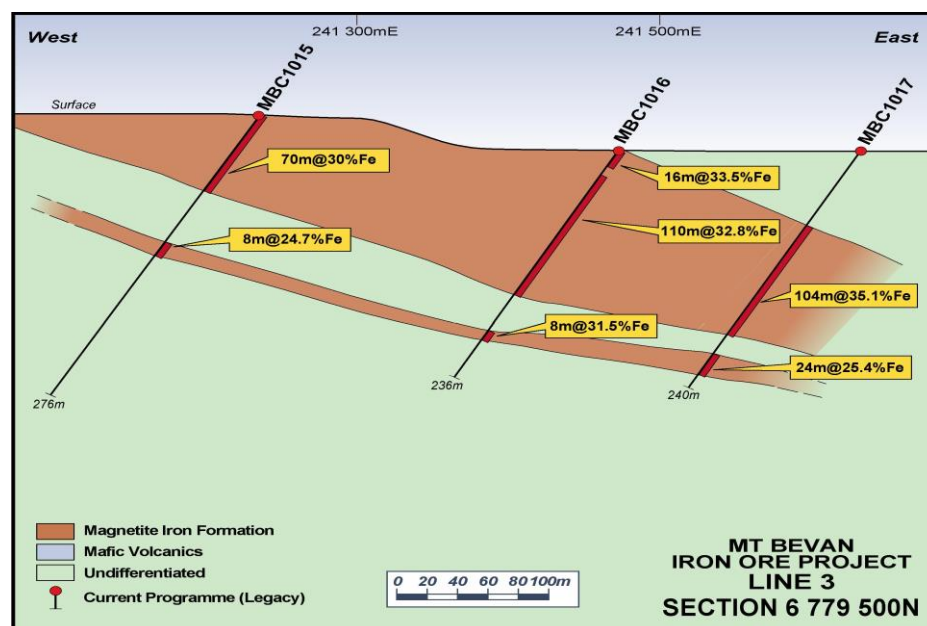 West
241 300mE
241 500mE
East
Surface
MBC1015
MBC1016
MBC1017
70m@30%Fe
16m@33.5%Fe
110m@32.8%Fe
8m@24.7%Fe
104m@35.1%Fe
8m@31.5%Fe
24m@25.4%Fe
276m
236m
240m
Magnetite Iron Formation
Mafic Volcanics
Undifferentiated
Current Programme (Legacy)
0 20 40 60 80 100m
MT BEVAN
IRON ORE PROJECT
LINE 3
SECTION 6 779 500N